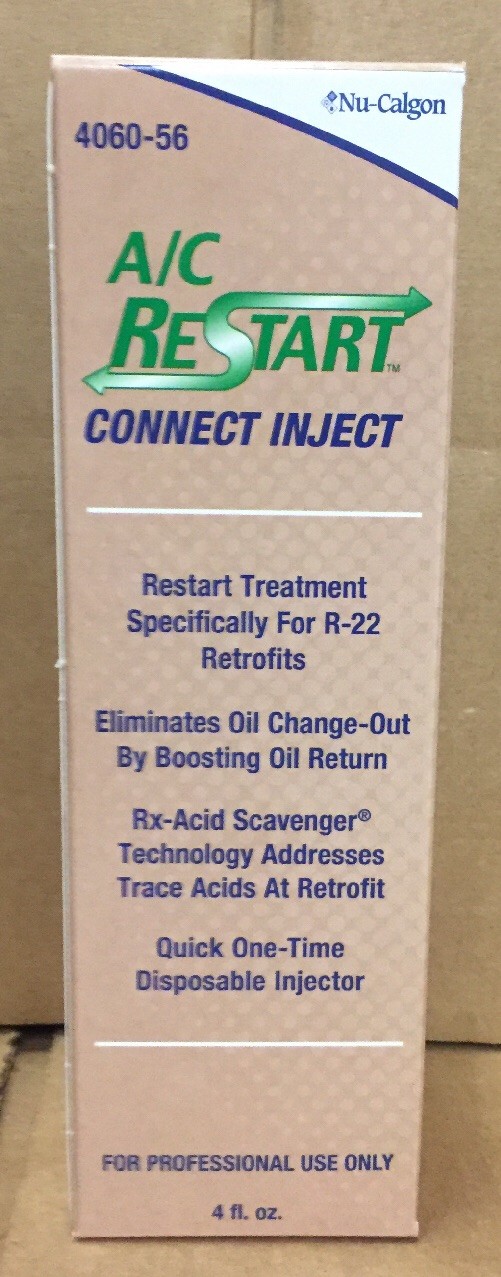 Nu-Calgon
4060-56
A/C
RESTART™
CONNECT INJECT
Restart Treatment
Specifically For R-22
Retrofits
Eliminates Oil Change-Out
By Boosting Oil Return
Rx-Acid Scavenger®
Technology Addresses
Trace Acids At Retrofit
Quick One-Time
Disposable Injector
FOR PROFESSIONAL USE ONLY
4 fl. oz.